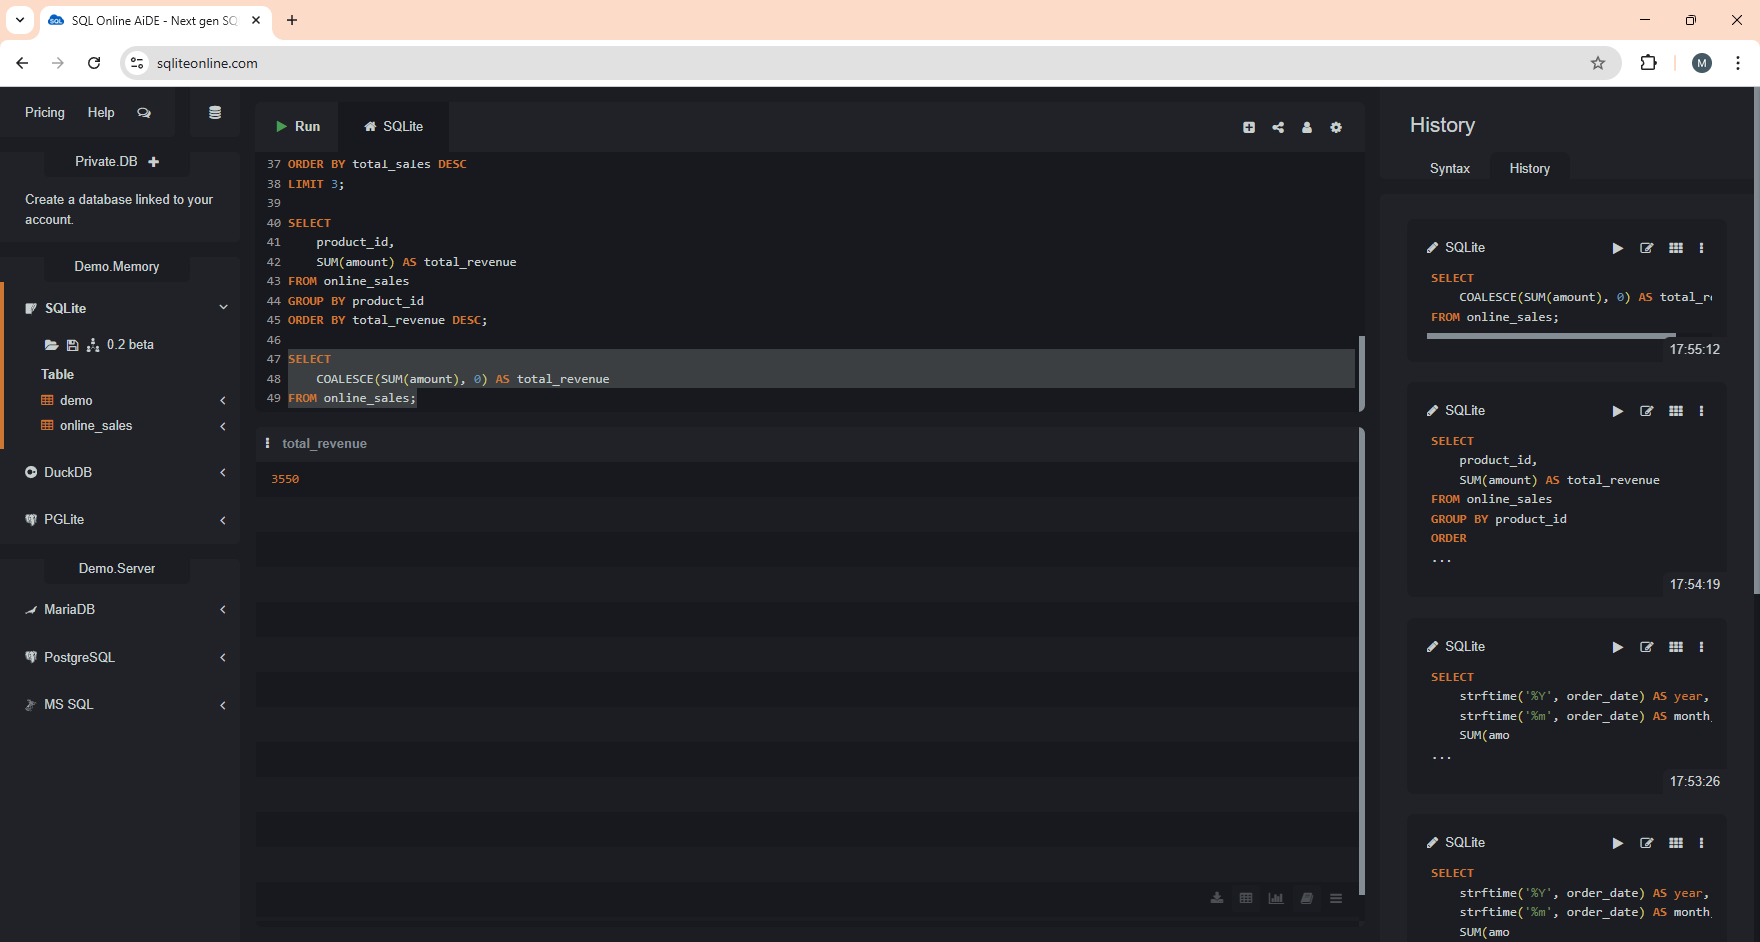 SQL Online AiDE - Next gen SQ
sqliteonline.com
M
Pricing
Help
Private.DB
Create a database linked to your
account.
Demo.Memory
SQLite
0.2 beta
Table
demo
online_sales
DuckDB
PGLite
Demo.Server
MariaDB
PostgreSQL
MS SQL
Run
SQLite
37 ORDER BY total_sales DESC
38 LIMIT 3;
39
40 SELECT
41 product_id,
42 SUM(amount) AS total_revenue
43 FROM online_sales
44 GROUP BY product_id
45 ORDER BY total_revenue DESC;
46
47 SELECT
48 COALESCE(SUM(amount), 0) AS total_revenue
49 FROM online_sales;
total_revenue
3550
History
Syntax
History
SQLite
SELECT
COALESCE(SUM(amount), 0) AS total_r
FROM online_sales;
17:55:12
SQLite
SELECT
product_id,
SUM(amount) AS total_revenue
FROM online_sales
GROUP BY product_id
ORDER
...
17:54:19
SQLite
SELECT
strftime('%Y', order_date) AS year,
strftime('%m', order_date) AS month,
SUM(amo
...
17:53:26
SQLite
SELECT
strftime('%Y', order_date) AS year,
strftime('%m', order_date) AS month,
SUM(amo